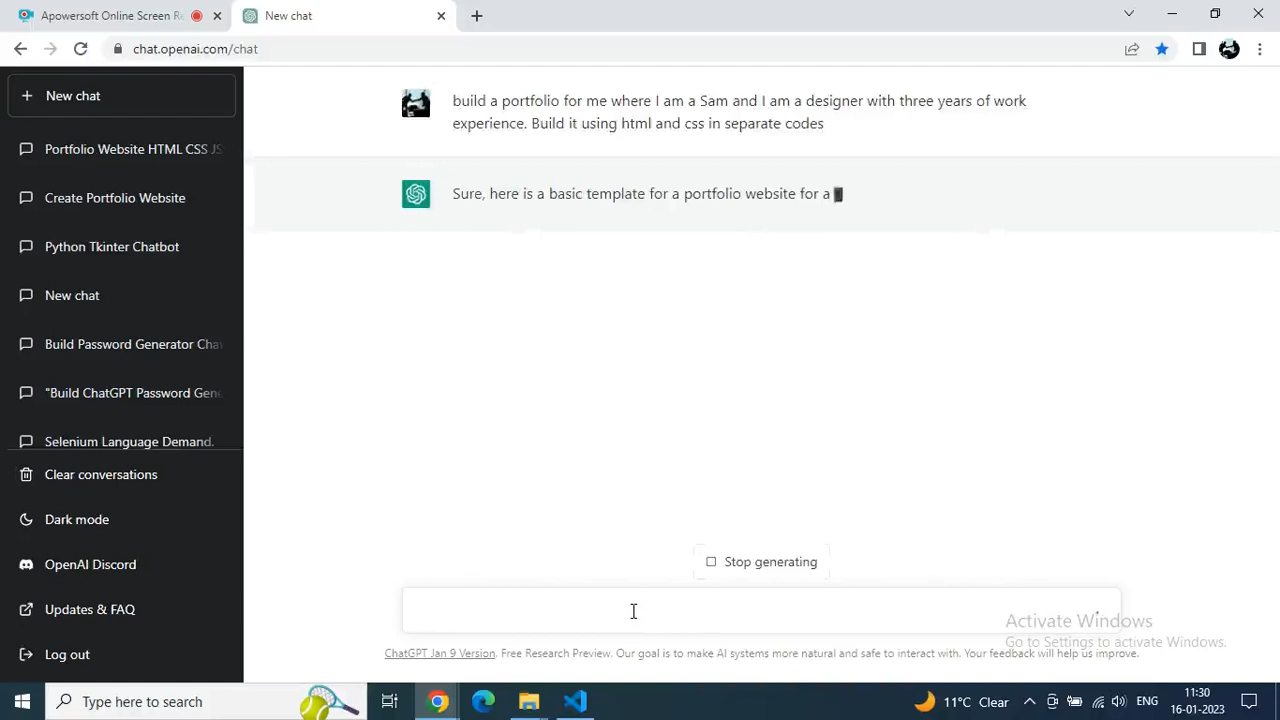 Apowersoft Online Screen Re
New chat
chat.openai.com/chat
New chat
Portfolio Website HTML CSS JS
Create Portfolio Website
Python Tkinter Chatbot
New chat
Build Password Generator Cha
"Build ChatGPT Password Gene
Selenium Language Demand.
Clear conversations
Dark mode
OpenAI Discord
Updates & FAQ
Log out
build a portfolio for me where I am a Sam and I am a designer with three years of work
experience. Build it using html and css in separate codes
Sure, here is a basic template for a portfolio website for a
Stop generating
Activate Windows
Go to Settings to activate Windows.
ChatGPT Jan 9 Version. Free Research Preview. Our goal is to make AI systems more natural and safe to interact with. Your feedback will help us improve.
Type here to search
11°C Clear
ENG
11:30
16-01-2023